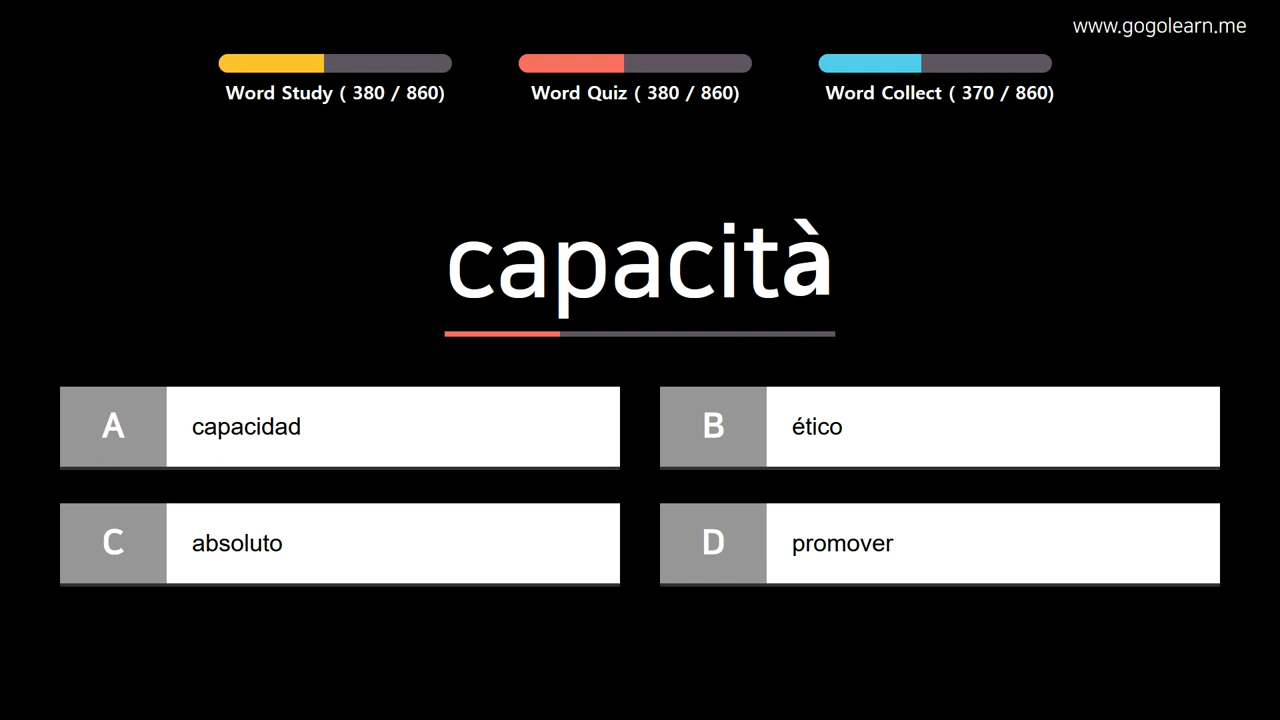 www.gogolearn.me
Word Study ( 380 / 860)
Word Quiz ( 380 / 860)
Word Collect ( 370 / 860)
capacità
A capacidad
B ético
C absoluto
D promover